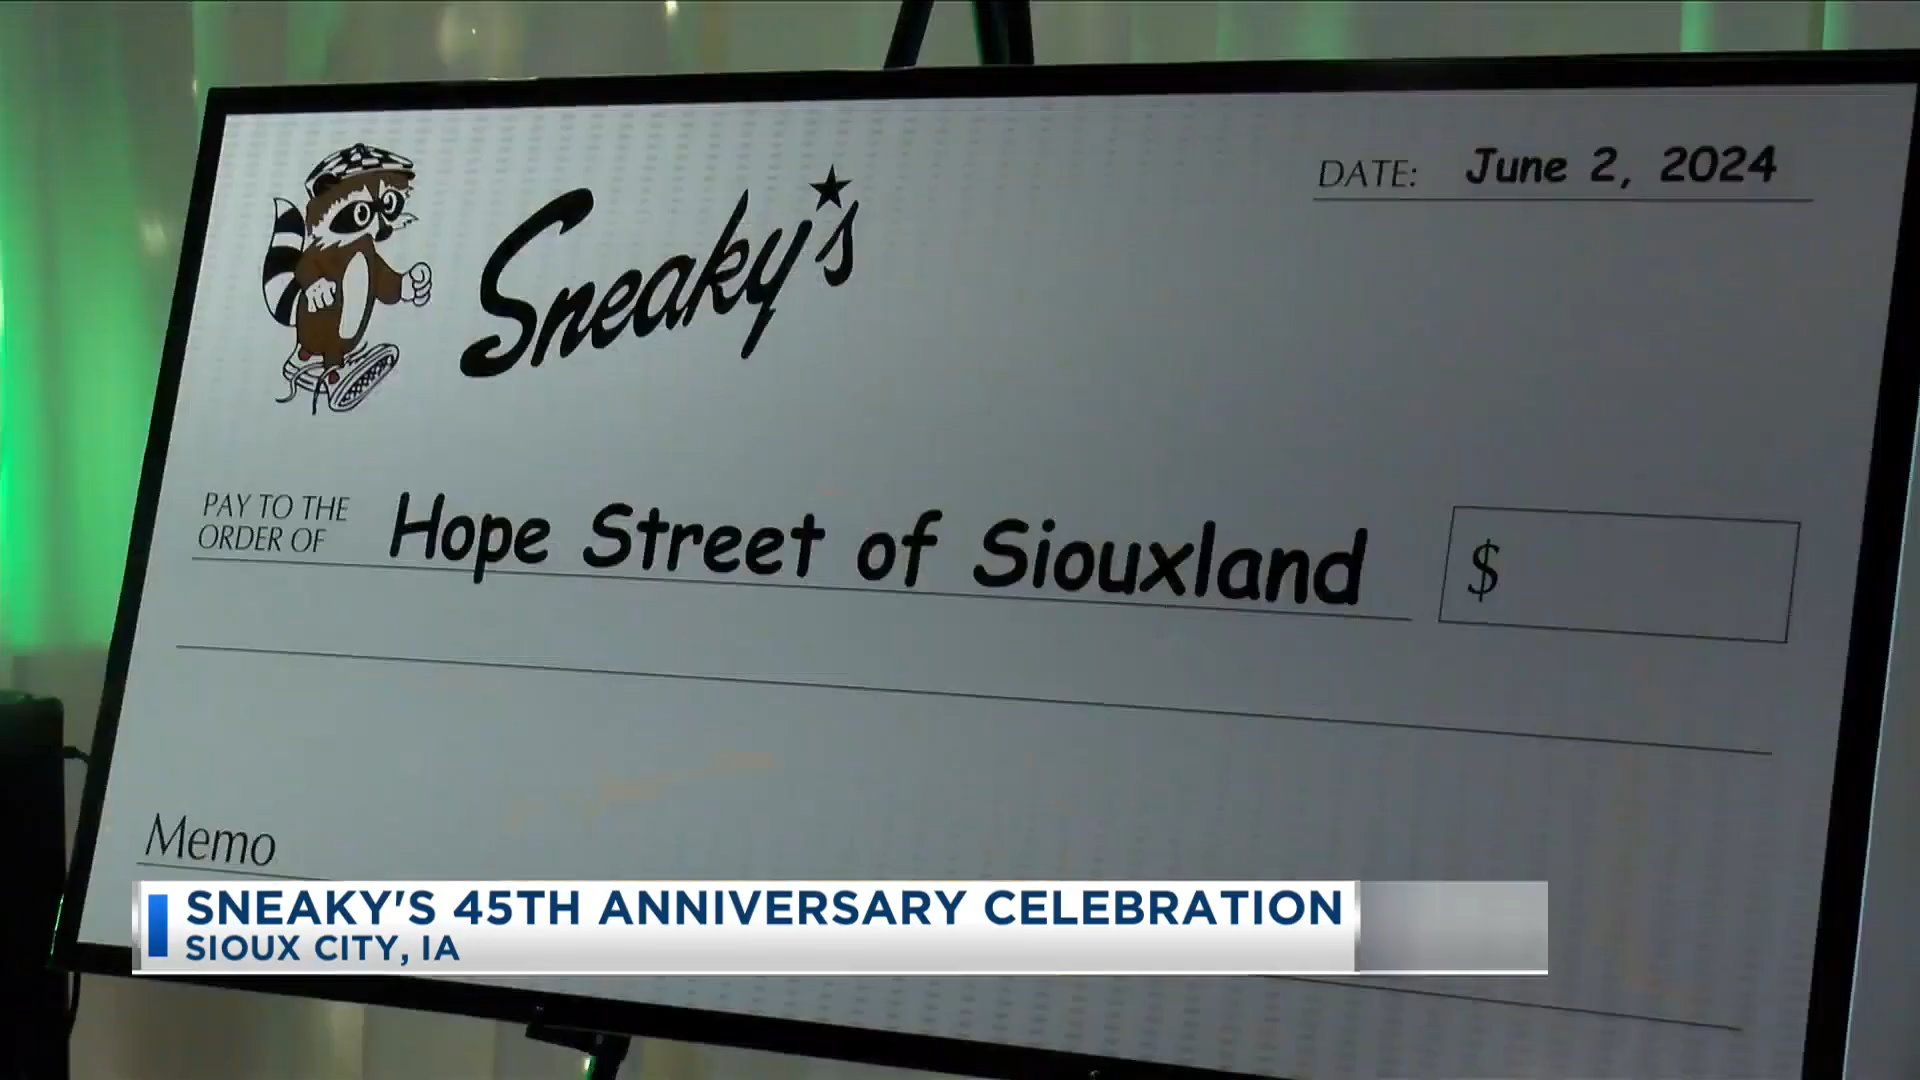 Sneaky's
DATE: June 2, 2024
PAY TO THE
ORDER OF
Hope Street of Siouxland
$
Memo
SNEAKY'S 45TH ANNIVERSARY CELEBRATION
SIOUX CITY, IA